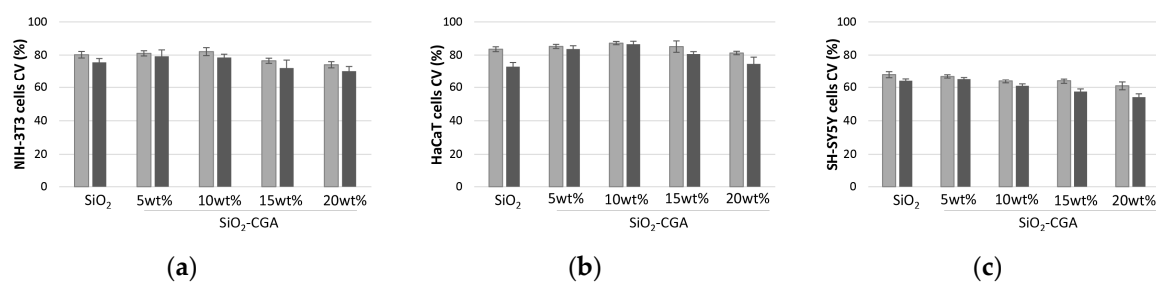 NIH-3T3 cells CV (%)
100
80
60
40
20
0
SiO₂ 5wt% 10wt% 15wt% 20wt%
SiO₂-CGA
(a)
HaCaT cells CV (%)
100
80
60
40
20
0
SiO₂ 5wt% 10wt% 15wt% 20wt%
SiO₂-CGA
(b)
SH-SY5Y cells CV (%)
100
80
60
40
20
0
SiO₂ 5wt% 10wt% 15wt% 20wt%
SiO₂-CGA
(c)